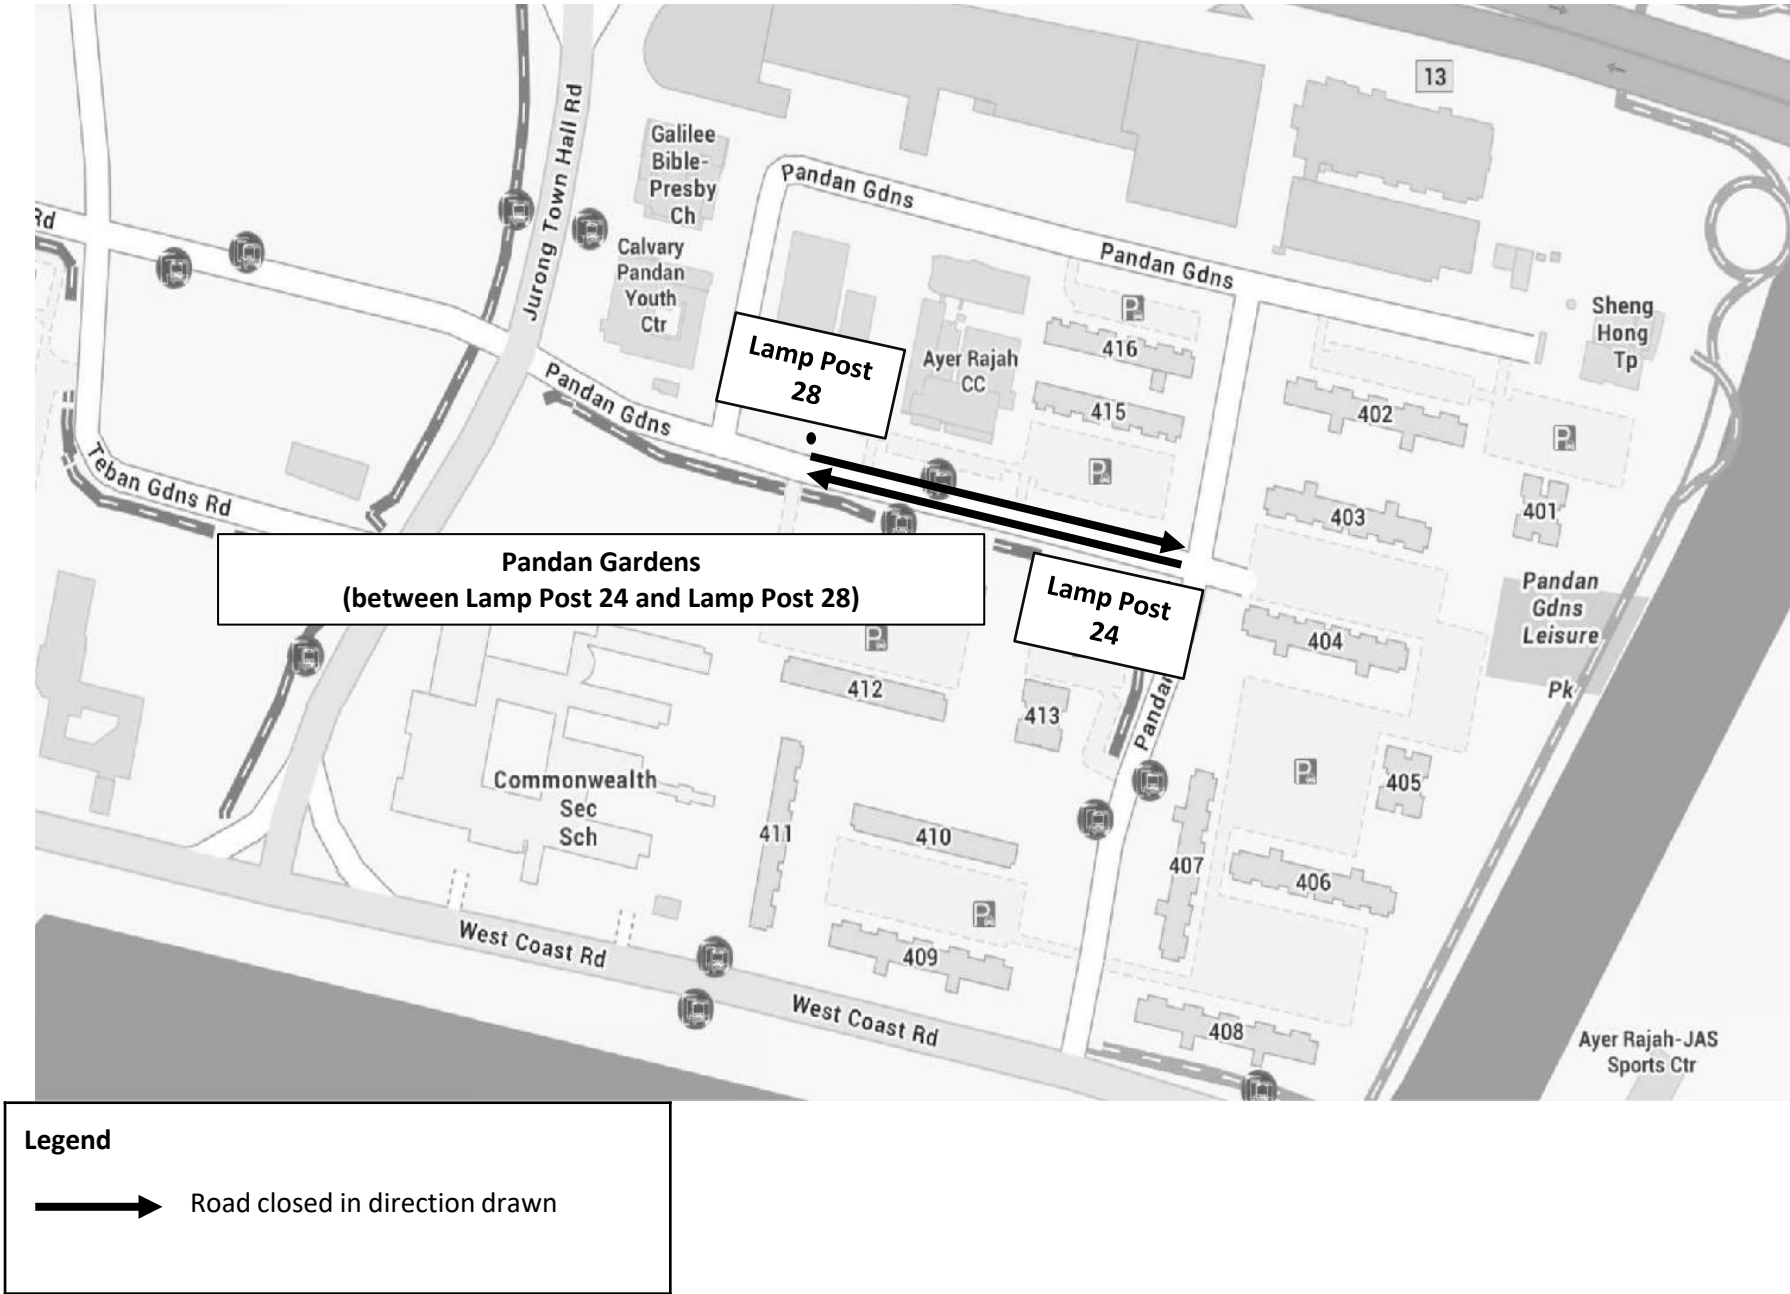 13
Galilee
Bible-
Presby
Ch
Jurong Town Hall Rd
Pandan Gdns
Rd
Calvary
Pandan
Youth
Ctr
Pandan Gdns
Sheng
Hong
Tp
Lamp Post
28
Ayer Rajah
CC
416
415
402
Pandan Gdns
Teban Gdns Rd
403
401
Pandan Gardens
(between Lamp Post 24 and Lamp Post 28)
Lamp Post
24
Pandan
Gdns
Leisure
Pk
404
412
413
Pandan
405
Commonwealth
Sec
Sch
411
410
407
406
West Coast Rd
409
West Coast Rd
408
Ayer Rajah-JAS
Sports Ctr
Legend
Road closed in direction drawn